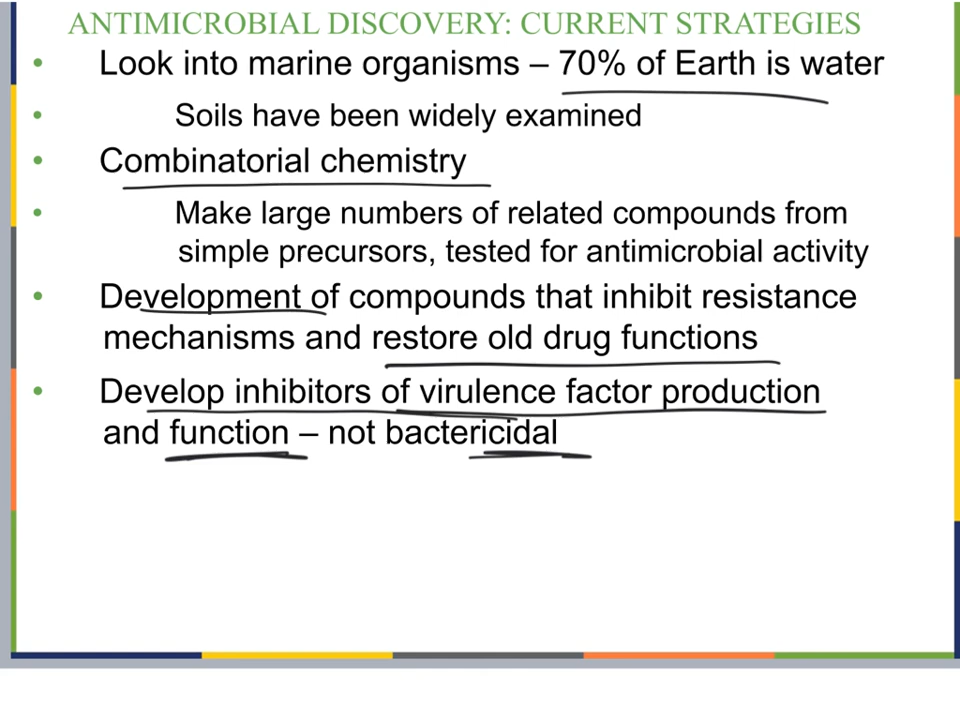 ANTIMICROBIAL DISCOVERY: CURRENT STRATEGIES
• Look into marine organisms – 70% of Earth is water
• Soils have been widely examined
• Combinatorial chemistry
• Make large numbers of related compounds from
simple precursors, tested for antimicrobial activity
• Development of compounds that inhibit resistance
mechanisms and restore old drug functions
• Develop inhibitors of virulence factor production
and function – not bactericidal